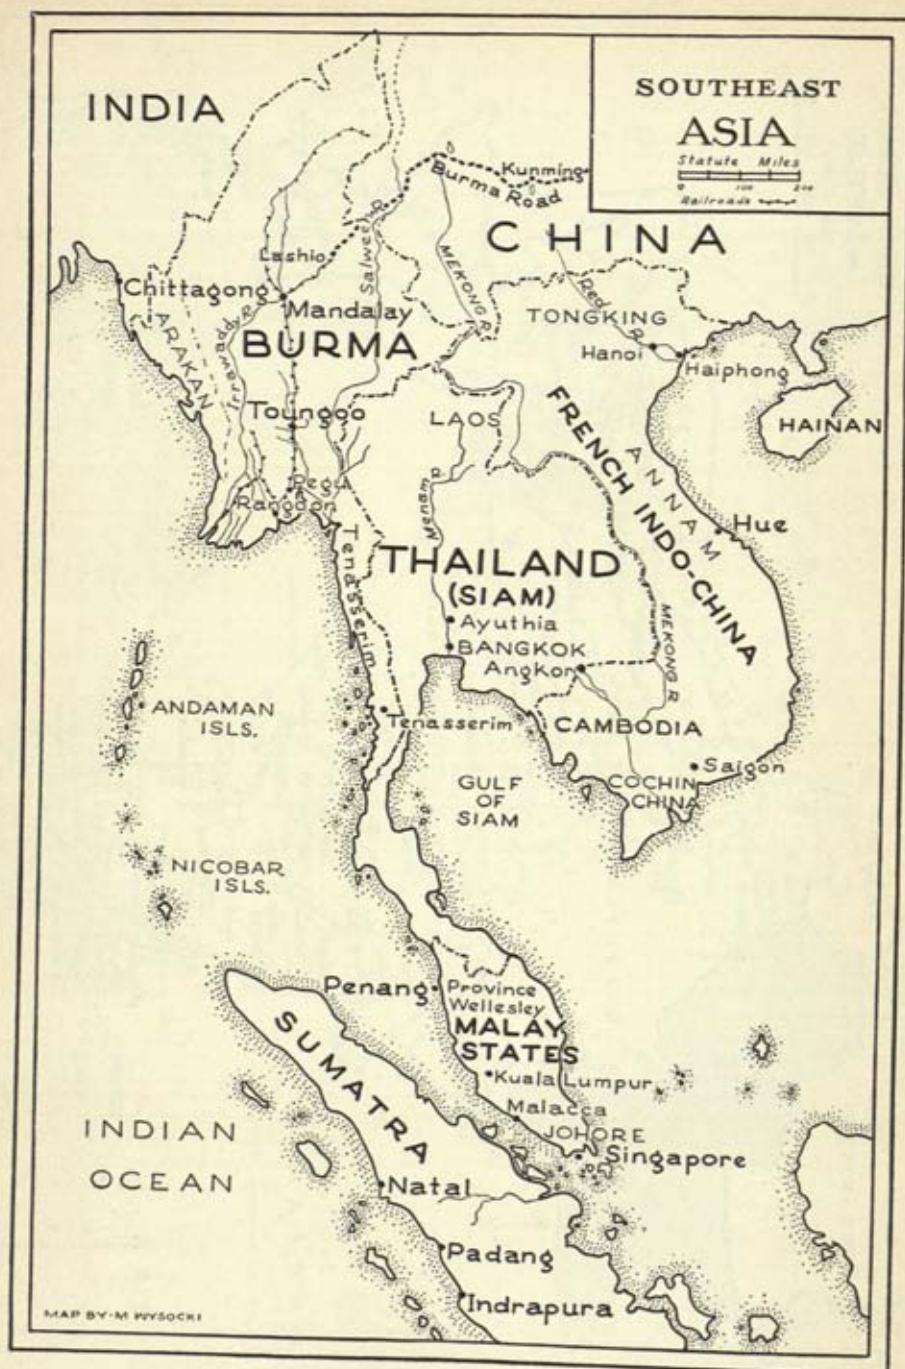 SOUTHEAST
ASIA
Statute Miles
0 100 200
Railroads
INDIA
Kunming
Burma Road
CHINA
Lashio
Salween R.
MEKONG R.
Red R.
Chittagong
Mandalay
TONGKING
ARAKAN
Irrawaddy R.
BURMA
Hanoi
Haiphong
Toungoo
LAOS
HAINAN
FRENCH INDO-CHINA
ANNAM
Pegu
Rangoon
Menam R.
Hue
Tenasserim
THAILAND
(SIAM)
Ayuthia
BANGKOK
Angkor
MEKONG R.
ANDAMAN
ISLS.
Tenasserim
CAMBODIA
Saigon
GULF
OF
SIAM
COCHIN
CHINA
NICOBAR
ISLS.
Penang
Province
Wellesley
MALAY
STATES
SUMATRA
Kuala Lumpur
Malacca
JOHORE
Singapore
INDIAN
OCEAN
Natal
Padang
Indrapura
MAP BY-M WYSOCKI